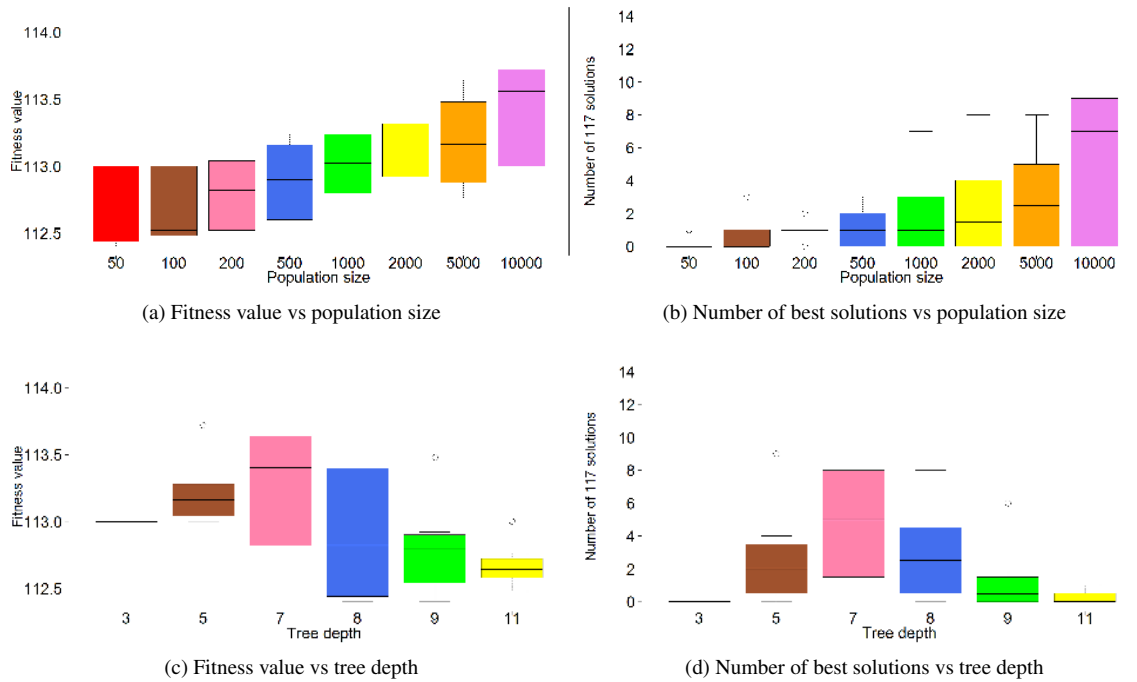 114.0
113.5
113.0
112.5
Fitness value
50 100 200 500 1000 2000 5000 10000
Population size
(a) Fitness value vs population size
14
12
10
8
6
4
2
0
Number of 117 solutions
50 100 200 500 1000 2000 5000 10000
Population size
(b) Number of best solutions vs population size
114.0
113.5
113.0
112.5
Fitness value
3 5 7 8 9 11
Tree depth
(c) Fitness value vs tree depth
14
12
10
8
6
4
2
0
Number of 117 solutions
3 5 7 8 9 11
Tree depth
(d) Number of best solutions vs tree depth